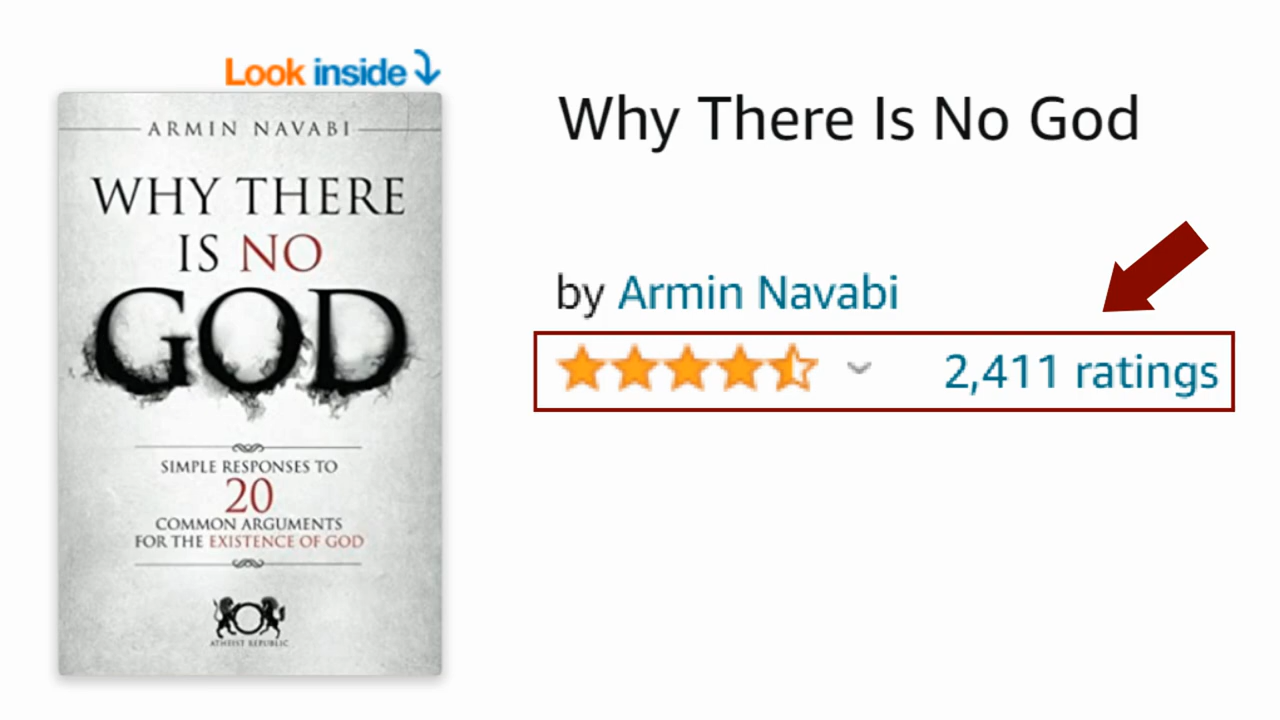 Look inside
ARMIN NAVABI
WHY THERE
IS NO
GOD
SIMPLE RESPONSES TO
20
COMMON ARGUMENTS
FOR THE EXISTENCE OF GOD
ATHEIST REPUBLIC
Why There Is No God
by Armin Navabi
2,411 ratings